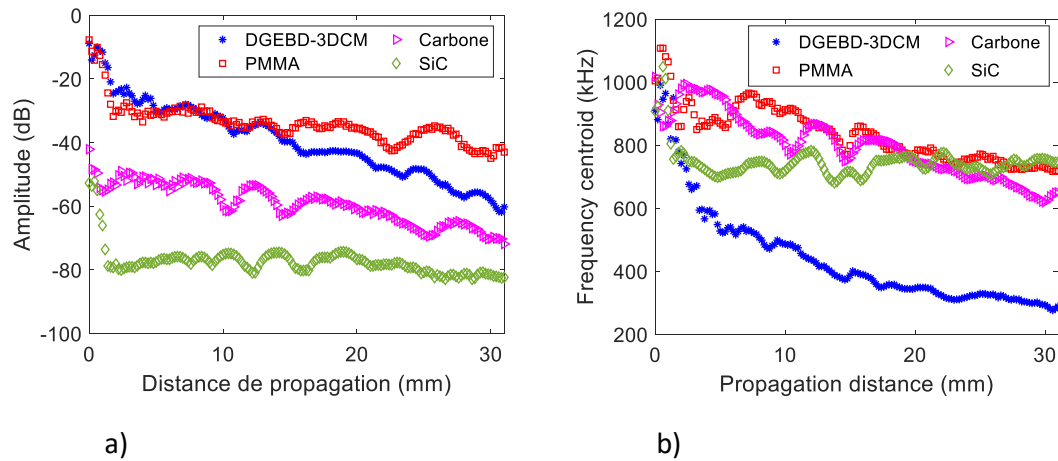 0
-20
-40
-60
-80
-100
Amplitude (dB)
DGEBD-3DCM
PMMA
Carbone
SiC
0 10 20 30
Distance de propagation (mm)
a)
1200
1000
800
600
400
200
Frequency centroid (kHz)
DGEBD-3DCM
PMMA
Carbone
SiC
0 10 20 30
Propagation distance (mm)
b)